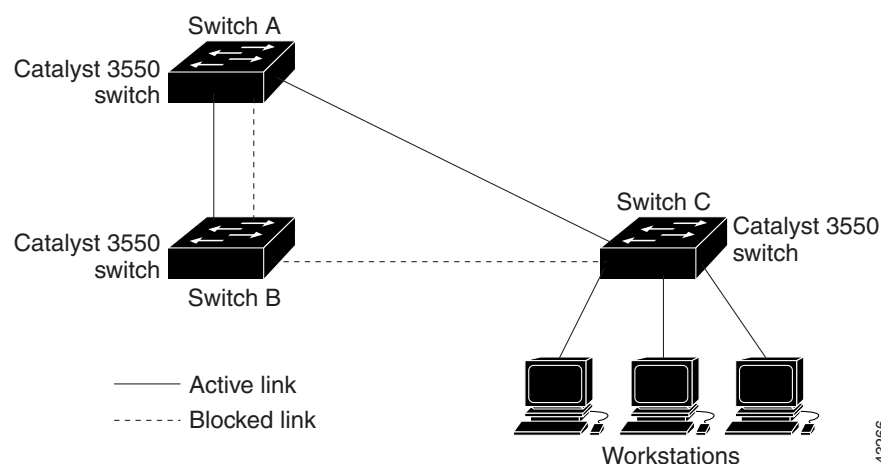 Switch A
Catalyst 3550
switch
Switch C
Catalyst 3550
switch
Catalyst 3550
switch
Switch B
Active link
Blocked link
Workstations